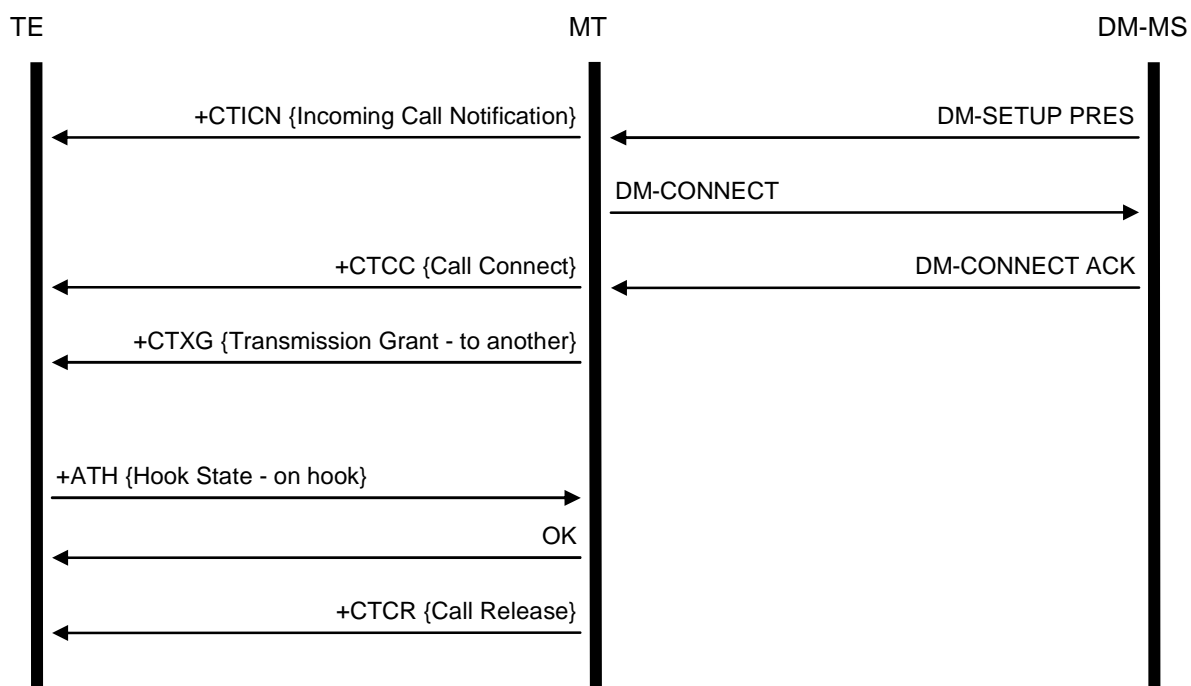 TE
MT
DM-MS
+CTICN {Incoming Call Notification}
DM-SETUP PRES
DM-CONNECT
+CTCC {Call Connect}
DM-CONNECT ACK
+CTXG {Transmission Grant - to another}
+ATH {Hook State - on hook}
OK
+CTCR {Call Release}